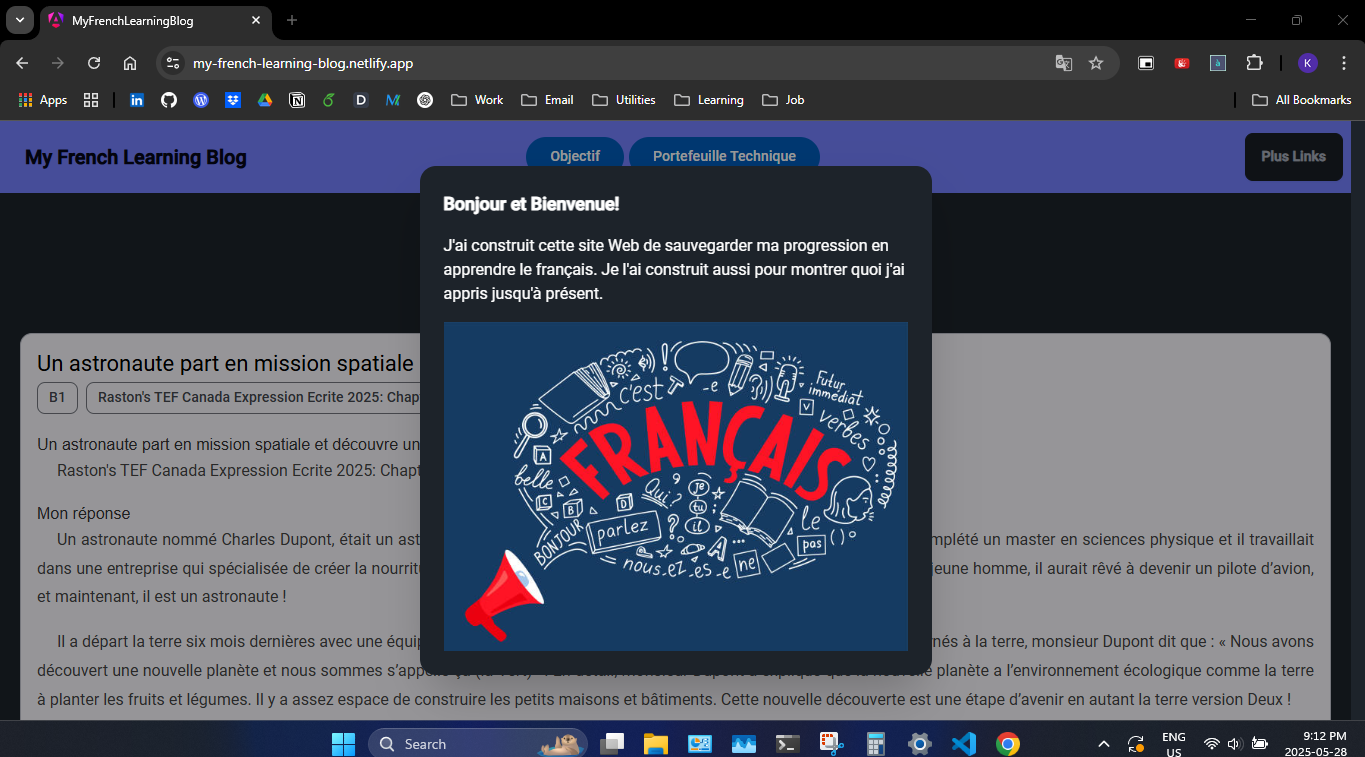 MyFrenchLearningBlog
my-french-learning-blog.netlify.app
Apps
Work
Email
Utilities
Learning
Job
All Bookmarks
My French Learning Blog
Objectif
Portefeuille Technique
Plus Links
Bonjour et Bienvenue!
J'ai construit cette site Web de sauvegarder ma progression en
apprendre le français. Je l'ai construit aussi pour montrer quoi j'ai
appris jusqu'à présent.
c'est
-e
Futur
immédiat
verbes
FRANÇAIS
belle
Qui?
je
tu
il
BONJOUR
parlez
le
pas
nous-ez-es-e
ne
Un astronaute part en mission spatiale
B1
Raston's TEF Canada Expression Ecrite 2025: Chap
Un astronaute part en mission spatiale et découvre un
Raston's TEF Canada Expression Ecrite 2025: Chapt
Mon réponse
Un astronaute nommé Charles Dupont, était un ast mplété un master en sciences physique et il travaillait
dans une entreprise qui spécialisée de créer la nourrit jeune homme, il aurait rêvé à devenir un pilote d'avion,
et maintenant, il est un astronaute !
Il a départ la terre six mois dernières avec une équip nés à la terre, monsieur Dupont dit que : « Nous avons
découvert une nouvelle planète et nous sommes s'appe planète a l'environnement écologique comme la terre
à planter les fruits et légumes. Il y a assez espace de construire les petits maisons et bâtiments. Cette nouvelle découverte est une étape d'avenir en autant la terre version Deux !
Search
ENG
US
9:12 PM
2025-05-28